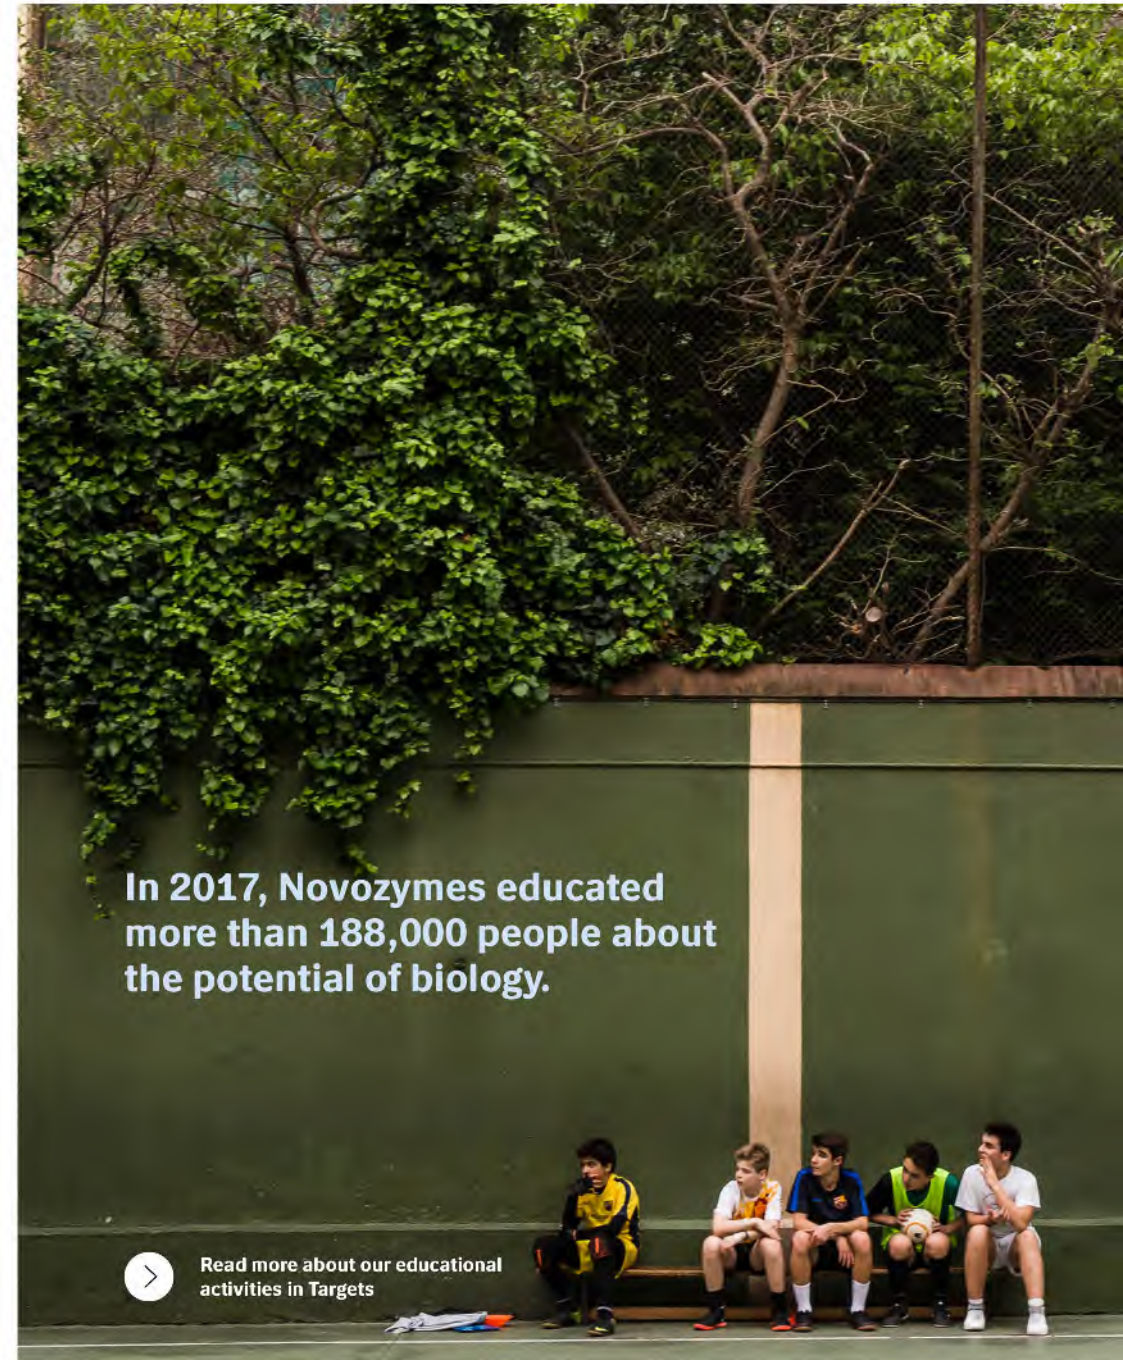 In 2017, Novozymes educated
more than 188,000 people about
the potential of biology.
Read more about our educational
activities in Targets